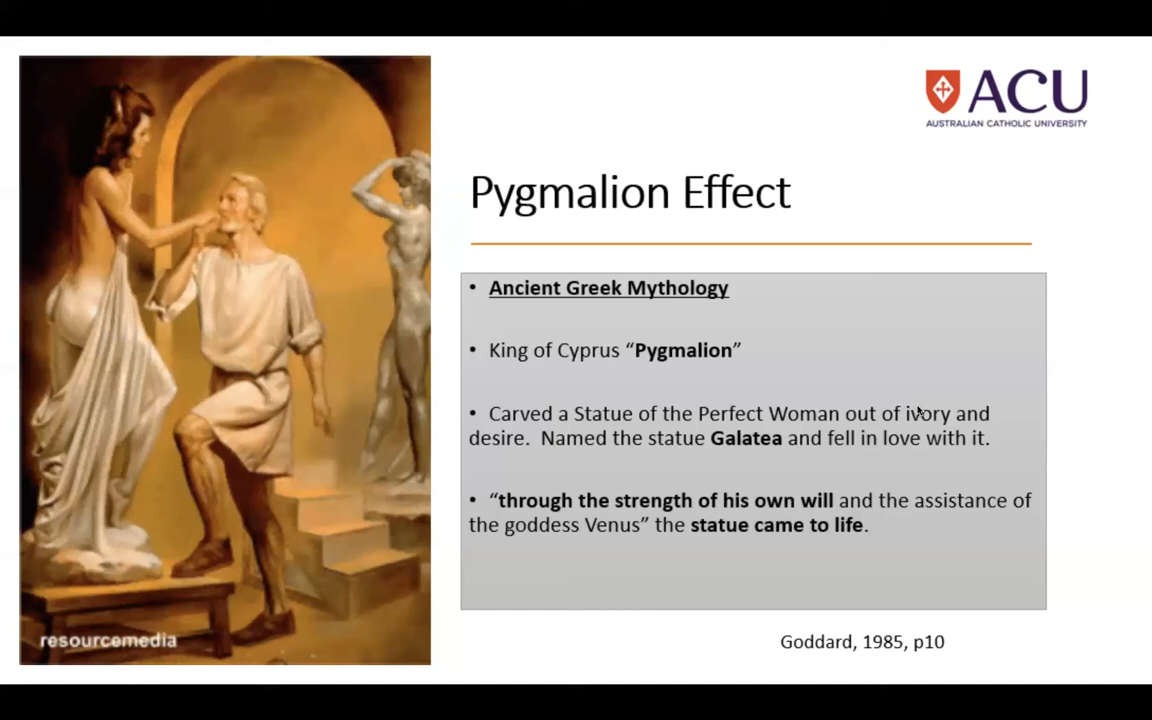 ACU
AUSTRALIAN CATHOLIC UNIVERSITY
Pygmalion Effect
• Ancient Greek Mythology
• King of Cyprus “Pygmalion”
• Carved a Statue of the Perfect Woman out of ivory and
desire.  Named the statue Galatea and fell in love with it.
• “through the strength of his own will and the assistance of
the goddess Venus” the statue came to life.
resourcemedia
Goddard, 1985, p10